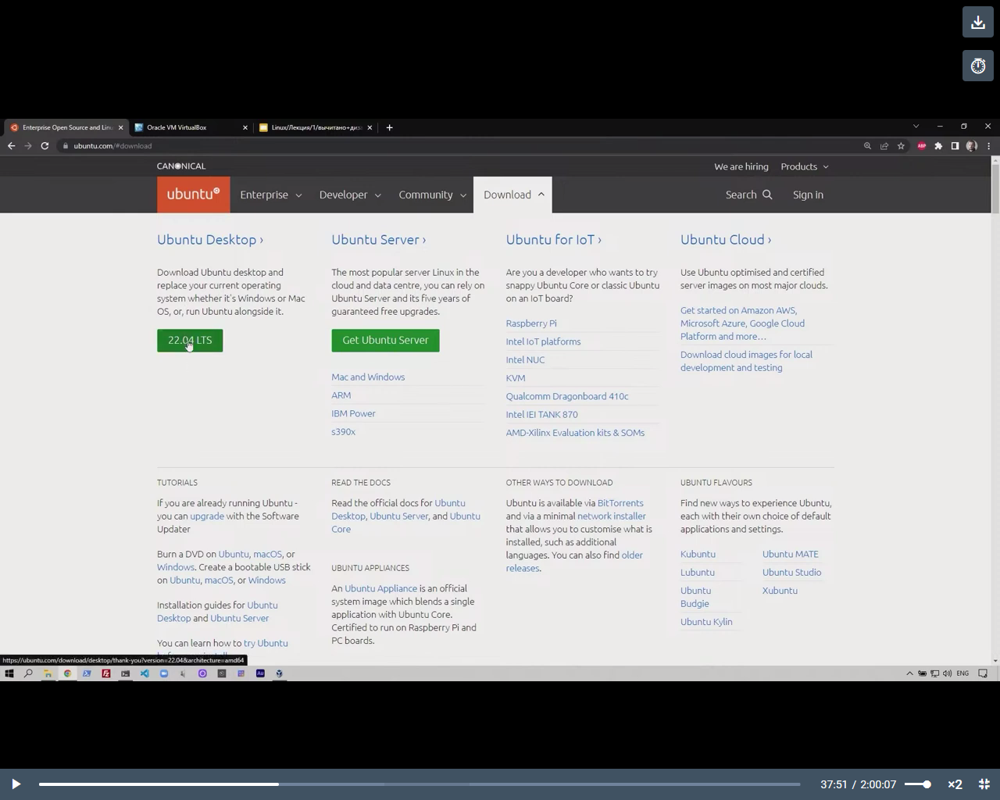 Enterprise Open Source and Linu
Oracle VM VirtualBox
Linux/Лекция/1/вычитано+диза
ubuntu.com/#download
CANONICAL
We are hiring
Products
ubuntu
Enterprise
Developer
Community
Download
Search
Sign in
Ubuntu Desktop ›
Download Ubuntu desktop and
replace your current operating
system whether it's Windows or Mac
OS, or, run Ubuntu alongside it.
22.04 LTS
Ubuntu Server ›
The most popular server Linux in the
cloud and data centre, you can rely on
Ubuntu Server and its five years of
guaranteed free upgrades.
Get Ubuntu Server
Mac and Windows
ARM
IBM Power
s390x
Ubuntu for IoT ›
Are you a developer who wants to try
snappy Ubuntu Core or classic Ubuntu
on an IoT board?
Raspberry Pi
Intel IoT platforms
Intel NUC
KVM
Qualcomm Dragonboard 410c
Intel IEI TANK 870
AMD-Xilinx Evaluation kits & SOMs
Ubuntu Cloud ›
Use Ubuntu optimised and certified
server images on most major clouds.
Get started on Amazon AWS,
Microsoft Azure, Google Cloud
Platform and more…
Download cloud images for local
development and testing
TUTORIALS
If you are already running Ubuntu -
you can upgrade with the Software
Updater
Burn a DVD on Ubuntu, macOS, or
Windows. Create a bootable USB stick
on Ubuntu, macOS, or Windows
Installation guides for Ubuntu
Desktop and Ubuntu Server
You can learn how to try Ubuntu
READ THE DOCS
Read the official docs for Ubuntu
Desktop, Ubuntu Server, and Ubuntu
Core
UBUNTU APPLIANCES
An Ubuntu Appliance is an official
system image which blends a single
application with Ubuntu Core.
Certified to run on Raspberry Pi and
PC boards.
OTHER WAYS TO DOWNLOAD
Ubuntu is available via BitTorrents
and via a minimal network installer
that allows you to customise what is
installed, such as additional
languages. You can also find older
releases.
UBUNTU FLAVOURS
Find new ways to experience Ubuntu,
each with their own choice of default
applications and settings.
Kubuntu
Lubuntu
Ubuntu
Budgie
Ubuntu Kylin
Ubuntu MATE
Ubuntu Studio
Xubuntu
https://ubuntu.com/download/desktop/thank-you?version=22.04&architecture=amd64
ENG
37:51 / 2:00:07
×2